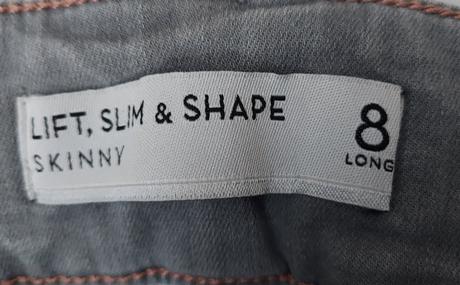 LIFT, SLIM & SHAPE
SKINNY
8
LONG